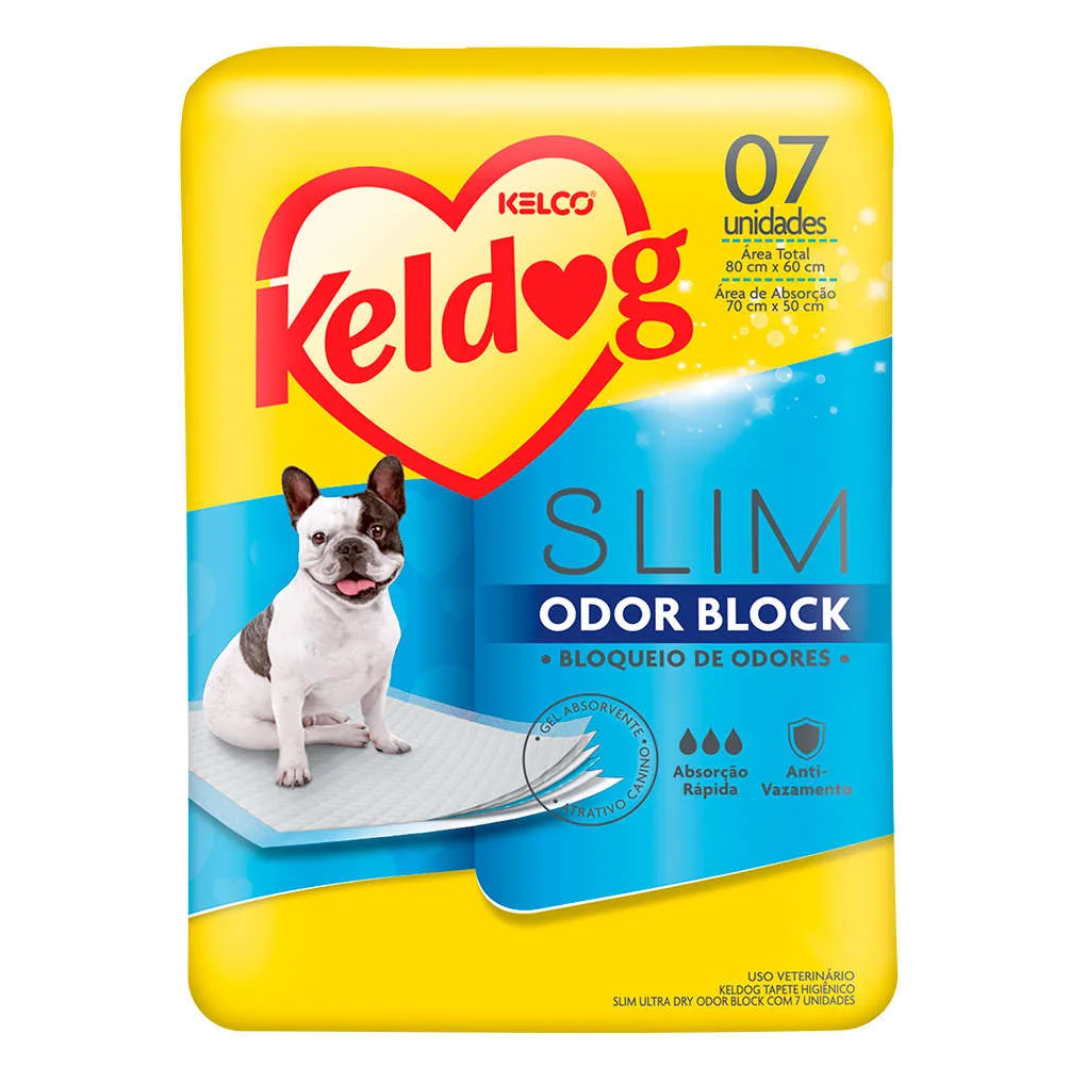 KELCO®
Keldog
07
unidades
Área Total
80 cm x 60 cm
Área de Absorção
70 cm x 50 cm
SLIM
ODOR BLOCK
• BLOQUEIO DE ODORES •
• GEL ABSORVENTE •
ATRATIVO CANINO
Absorção
Rápida
Anti-
Vazamento
USO VETERINÁRIO
KELDOG TAPETE HIGIÊNICO
SLIM ULTRA DRY ODOR BLOCK COM 7 UNIDADES